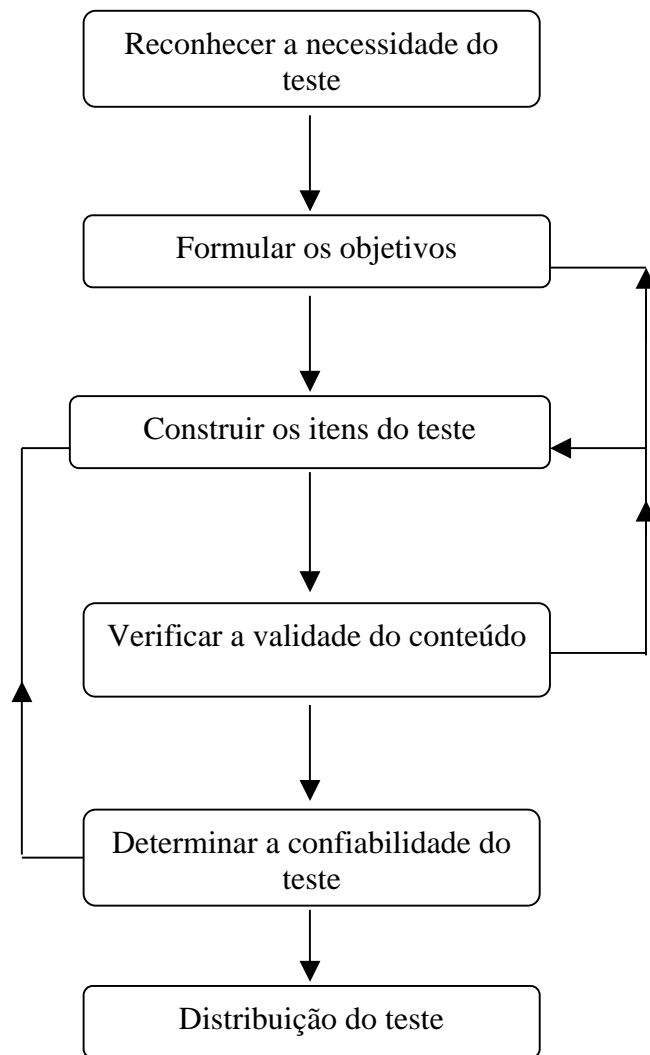 Reconhecer a necessidade do
teste
Formular os objetivos
Construir os itens do teste
Verificar a validade do conteúdo
Determinar a confiabilidade do
teste
Distribuição do teste